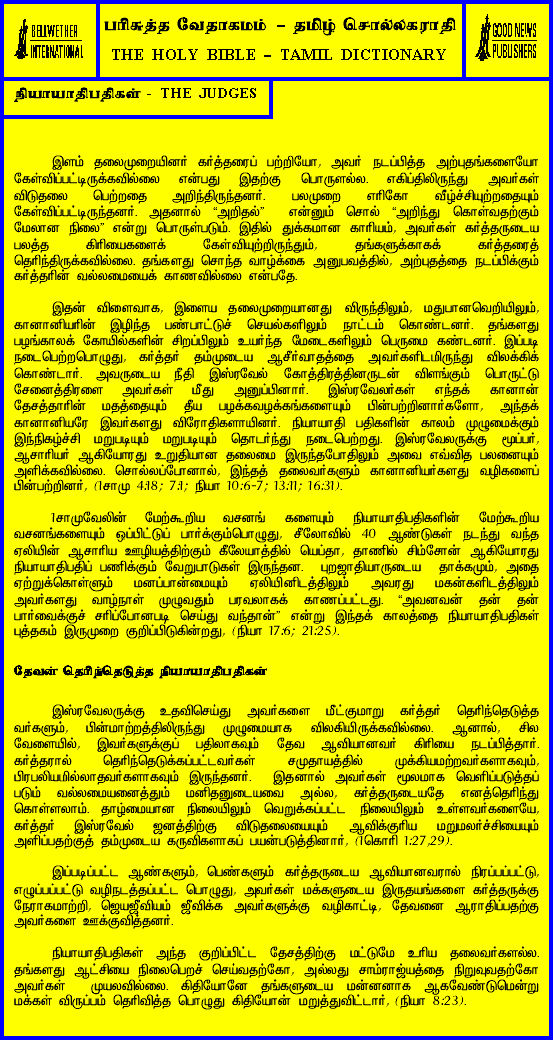 BELLWETHER
INTERNATIONAL
பரிசுத்த வேதாகமம் – தமிழ் சொல்லகராதி
THE HOLY BIBLE – TAMIL DICTIONARY
GOOD NEWS
PUBLISHERS
நியாயாதிபதிகள் - THE JUDGES
இளம் தலைமுறையினர் கர்த்தரைப் பற்றியோ, அவர் நடப்பித்த அற்புதங்களையோ
கேள்விப்பட்டிருக்கவில்லை என்பது இதற்கு பொருளல்ல. எகிப்திலிருந்து அவர்கள்
விடுதலை பெற்றதை அறிந்திருந்தனர். பலமுறை எரிகோ வீழ்ச்சியுற்றதையும்
கேள்விப்பட்டிருந்தனர். அதனால் “அறிதல்” என்னும் சொல் “அறிந்து கொள்வதற்கும்
மேலான நிலை” என்று பொருள்படும். இதில் துக்கமான காரியம், அவர்கள் கர்த்தருடைய
பலத்த கிரியைகளைக் கேள்வியுற்றிருந்தும், தங்களுக்காகக் கர்த்தரைத்
தெரிந்திருக்கவில்லை. தங்களது சொந்த வாழ்க்கை அனுபவத்தில், அற்புதத்தை நடப்பிக்கும்
கர்த்தரின் வல்லமையைக் காணவில்லை என்பதே.
இதன் விளைவாக, இளைய தலைமுறையானது விருந்திலும், மதுபானவெறியிலும்,
கானானியரின் இழிந்த பண்பாட்டுச் செயல்களிலும் நாட்டம் கொண்டனர். தங்களது
பழங்காலக் கோயில்களின் சிறப்பிலும் உயர்ந்த மேடைகளிலும் பெருமை கண்டனர். இப்படி
நடைபெற்றபொழுது, கர்த்தர் தம்முடைய ஆசீர்வாதத்தை அவர்களிடமிருந்து விலக்கிக்
கொண்டார். அவருடைய நீதி இஸ்ரவேல் கோத்திரத்தினருடன் விளங்கும் பொருட்டு
சேனைத்திரளை அவர்கள் மீது அனுப்பினார். இஸ்ரவேலர்கள் எந்தக் கானான்
தேசத்தாரின் மதத்தையும் தீய பழக்கவழக்கங்களையும் பின்பற்றினார்களோ, அந்தக்
கானானியரே இவர்களது விரோதிகளாயினர். நியாயாதி பதிகளின் காலம் முழுமைக்கும்
இந்நிகழ்ச்சி மறுபடியும் மறுபடியும் தொடர்ந்து நடைபெற்றது. இஸ்ரவேலருக்கு மூப்பர்,
ஆசாரியர் ஆகியோரது உறுதியான தலைமை இருந்தபோதிலும் அவை எவ்வித பலனையும்
அளிக்கவில்லை. சொல்லப்போனால், இந்தத் தலைவர்களும் கானானியர்களது வழிகளைப்
பின்பற்றினர், (1சாமு 4:18; 7:1; நியா 10:6-7; 13:11; 16:31).
1சாமுவேலின் மேற்கூறிய வசனங் களையும் நியாயாதிபதிகளின் மேற்கூறிய
வசனங்களையும் ஒப்பிட்டுப் பார்க்கும்பொழுது, சீலோவில் 40 ஆண்டுகள் நடந்து வந்த
ஏலியின் ஆசாரிய ஊழியத்திற்கும் கீலேயாத்தில் யெப்தா, தாணில் சிம்சோன் ஆகியோரது
நியாயாதிபதிப் பணிக்கும் வேறுபாடுகள் இருந்தன. புறஜாதியாருடைய தாக்கமும், அதை
ஏற்றுக்கொள்ளும் மனப்பான்மையும் ஏலியினிடத்திலும் அவரது மகன்களிடத்திலும்
அவர்களது வாழ்நாள் முழுவதும் பரவலாகக் காணப்பட்டது. “அவனவன் தன் தன்
பார்வைக்குச் சரிப்போனபடி செய்து வந்தான்” என்று இந்தக் காலத்தை நியாயாதிபதிகள்
புத்தகம் இருமுறை குறிப்பிடுகின்றது, (நியா 17:6; 21:25).
தேவன் தெரிந்தெடுத்த நியாயாதிபதிகள்
இஸ்ரவேலருக்கு உதவிசெய்து அவர்களை மீட்குமாறு கர்த்தர் தெரிந்தெடுத்த
வர்களும், பின்மாற்றத்திலிருந்து முழுமையாக விலகியிருக்கவில்லை. ஆனால், சில
வேளையில், இவர்களுக்குப் பதிலாகவும் தேவ ஆவியானவர் கிரியை நடப்பித்தார்.
கர்த்தரால் தெரிந்தெடுக்கப்பட்டவர்கள் சமுதாயத்தில் முக்கியமற்றவர்களாகவும்,
பிரபலியமில்லாதவர்களாகவும் இருந்தனர். இதனால் அவர்கள் மூலமாக வெளிப்படுத்தப்
படும் வல்லமையனைத்தும் மனிதனுடையவை அல்ல, கர்த்தருடையதே எனத்தெரிந்து
கொள்ளலாம். தாழ்மையான நிலையிலும் வெறுக்கப்பட்ட நிலையிலும் உள்ளவர்களையே,
கர்த்தர் இஸ்ரவேல் ஜனத்திற்கு விடுதலையையும் ஆவிக்குரிய மறுமலர்ச்சியையும்
அளிப்பதற்குத் தம்முடைய கருவிகளாகப் பயன்படுத்தினார், (1கொரி 1:27,29).
இப்படிப்பட்ட ஆண்களும், பெண்களும் கர்த்தருடைய ஆவியானவரால் நிரப்பப்பட்டு,
எழுப்பப்பட்டு வழிநடத்தப்பட்ட பொழுது, அவர்கள் மக்களுடைய இருதயங்களை கர்த்தருக்கு
நேராகமாற்றி, ஜெயஜீவியம் ஜீவிக்க அவர்களுக்கு வழிகாட்டி, தேவனை ஆராதிப்பதற்கு
அவர்களை ஊக்குவித்தனர்.
நியாயாதிபதிகள் அந்த குறிப்பிட்ட தேசத்திற்கு மட்டுமே உரிய தலைவர்களல்ல.
தங்களது ஆட்சியை நிலைபெறச் செய்வதற்கோ, அல்லது சாம்ராஜ்யத்தை நிறுவுவதற்கோ
அவர்கள் முயலவில்லை. கிதியோனே தங்களுடைய மன்னனாக ஆகவேண்டுமென்று
மக்கள் விருப்பம் தெரிவித்த பொழுது கிதியோன் மறுத்துவிட்டார், (நியா 8:23).